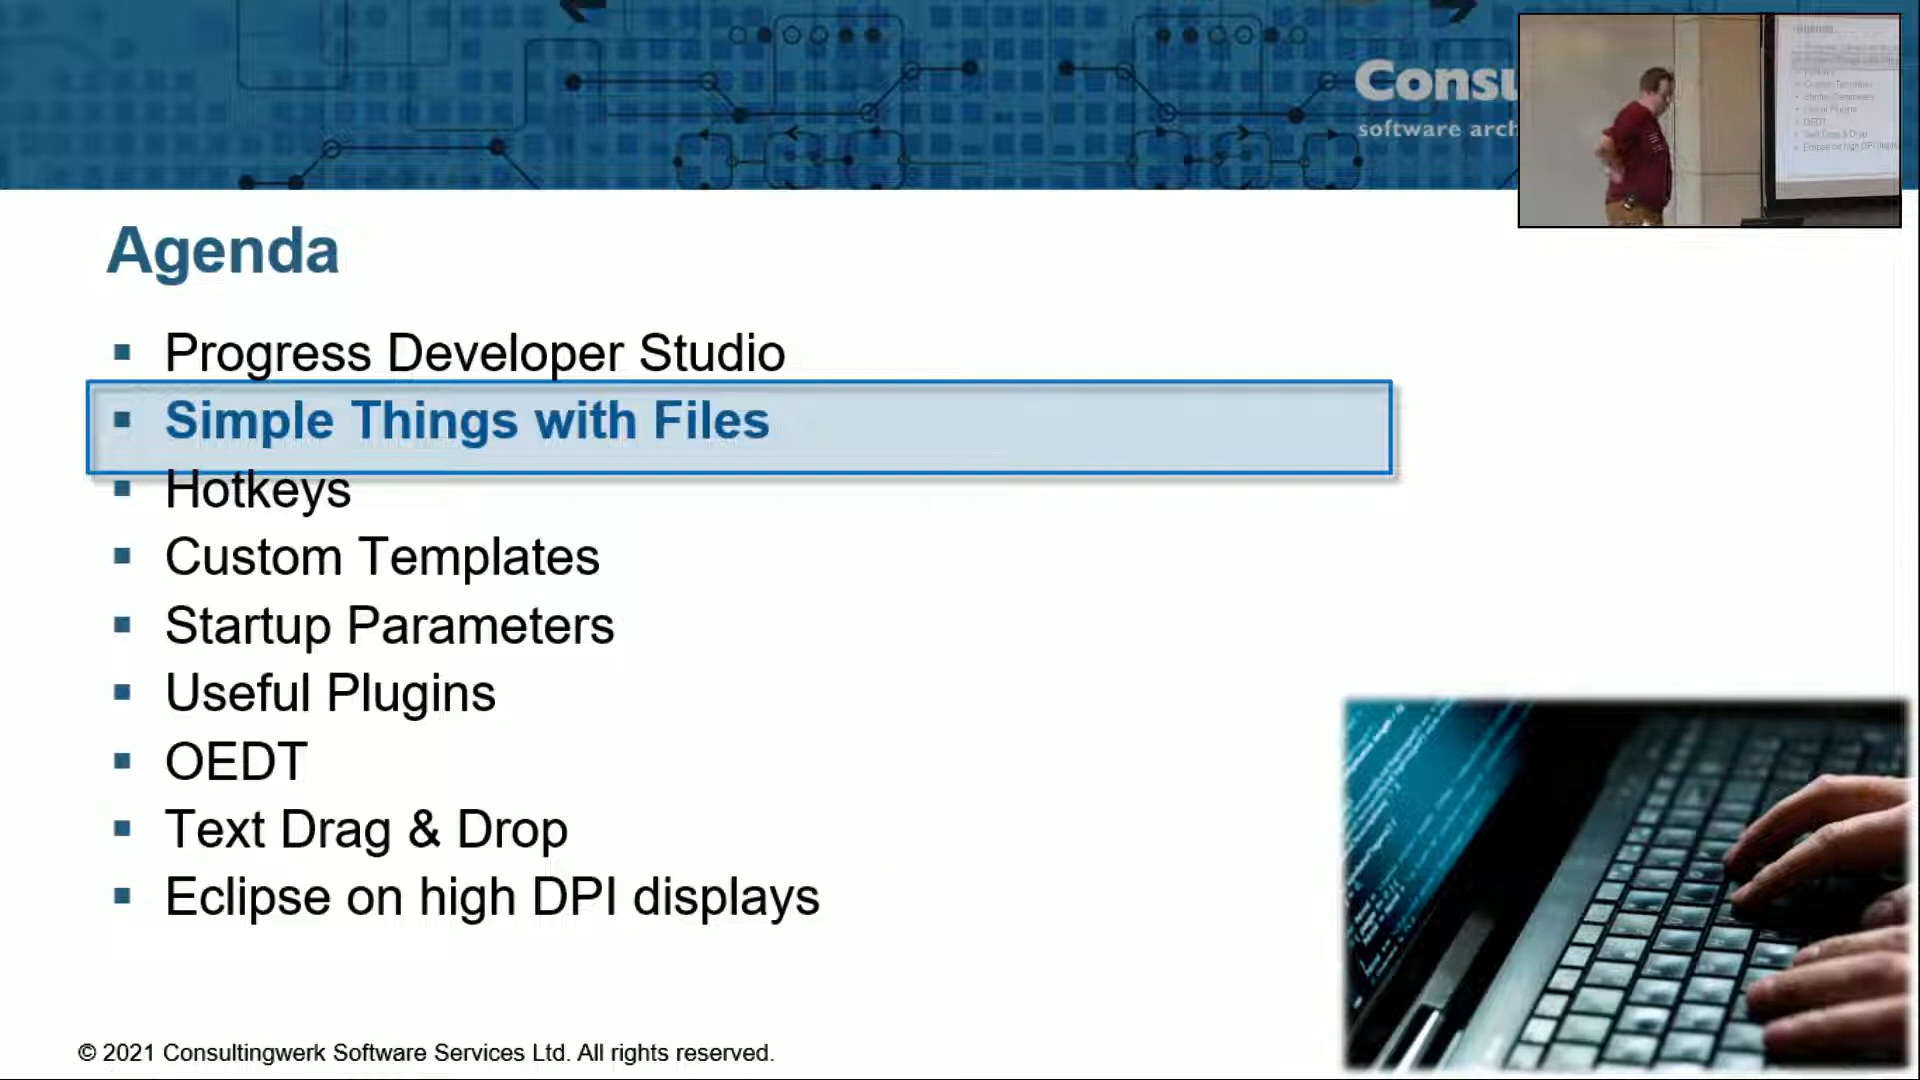 Consu
software arch
Agenda
Progress Developer Studio
Simple Things with Files
Hotkeys
Custom Templates
Startup Parameters
Useful Plugins
OEDT
Text Drag & Drop
Eclipse on high DPI displays
© 2021 Consultingwerk Software Services Ltd. All rights reserved.